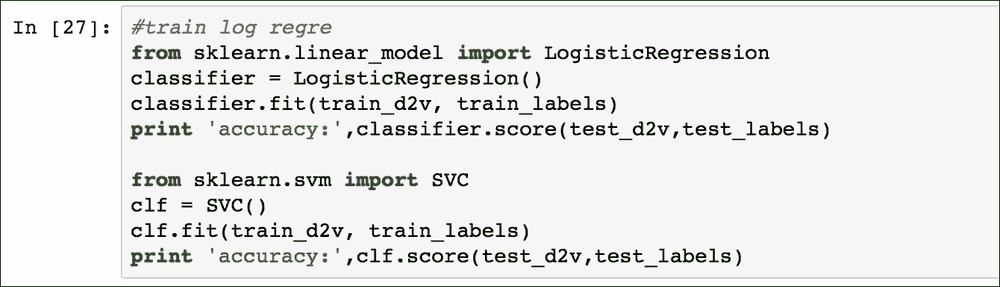 In [27]: #train log regre
from sklearn.linear_model import LogisticRegression
classifier = LogisticRegression()
classifier.fit(train_d2v, train_labels)
print 'accuracy:',classifier.score(test_d2v,test_labels)
from sklearn.svm import SVC
clf = SVC()
clf.fit(train_d2v, train_labels)
print 'accuracy:',clf.score(test_d2v,test_labels)